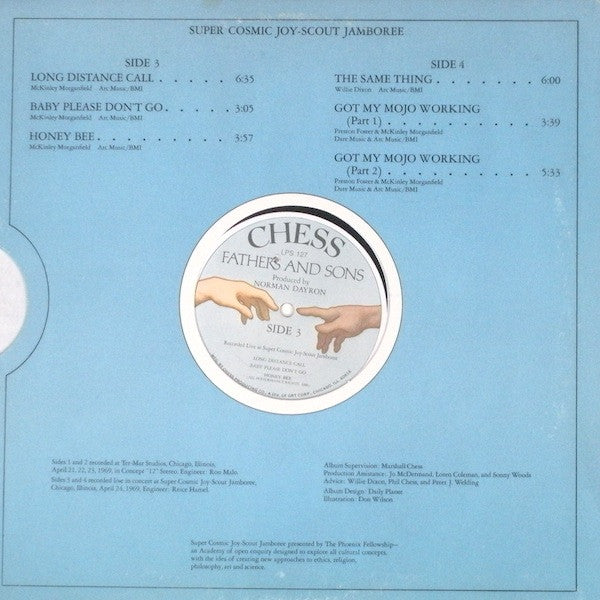 SUPER COSMIC JOY-SCOUT JAMBOREE
SIDE 3
LONG DISTANCE CALL . . . . . . . 6:35
McKinley Morganfield Arc Music/BMI
BABY PLEASE DON'T GO . . . . . . 3:05
McKinley Morganfield Arc Music/BMI
HONEY BEE . . . . . . . . . . . 3:57
McKinley Morganfield Arc Music/BMI
SIDE 4
THE SAME THING . . . . . . . . 6:00
Willie Dixon Arc Music/BMI
GOT MY MOJO WORKING
(Part 1) . . . . . . . . . . . 3:39
Preston Foster & McKinley Morganfield
Dare Music & Arc Music/BMI
GOT MY MOJO WORKING
(Part 2) . . . . . . . . . . . 5:33
Preston Foster & McKinley Morganfield
Dare Music & Arc Music/BMI
CHESS
LPS 127
FATHERS AND SONS
Produced by
NORMAN DAYRON
SIDE 3
Recorded Live at Super Cosmic Joy-Scout Jamboree
LONG DISTANCE CALL
BABY PLEASE DON'T GO
HONEY BEE
Sides 1 and 2 recorded at Ter-Mar Studios, Chicago, Illinois,
April 21, 22, 23, 1969, in Concept "12" Stereo. Engineer: Ron Malo.
Sides 3 and 4 recorded live in concert at Super Cosmic Joy-Scout Jamboree,
Chicago, Illinois, April 24, 1969. Engineer: Reice Hamel.
Album Supervision: Marshall Chess
Production Assistance: Jo McDermand, Loren Coleman, and Sonny Woods
Advice: Willie Dixon, Phil Chess, and Peter J. Welding
Album Design: Daily Planet
Illustration: Don Wilson
Super Cosmic Joy-Scout Jamboree presented by The Phoenix Fellowship—
an Academy of open enquiry designed to exploit all cultural concepts,
with the idea of creating new approaches to ethics, religion,
philosophy, art and science.